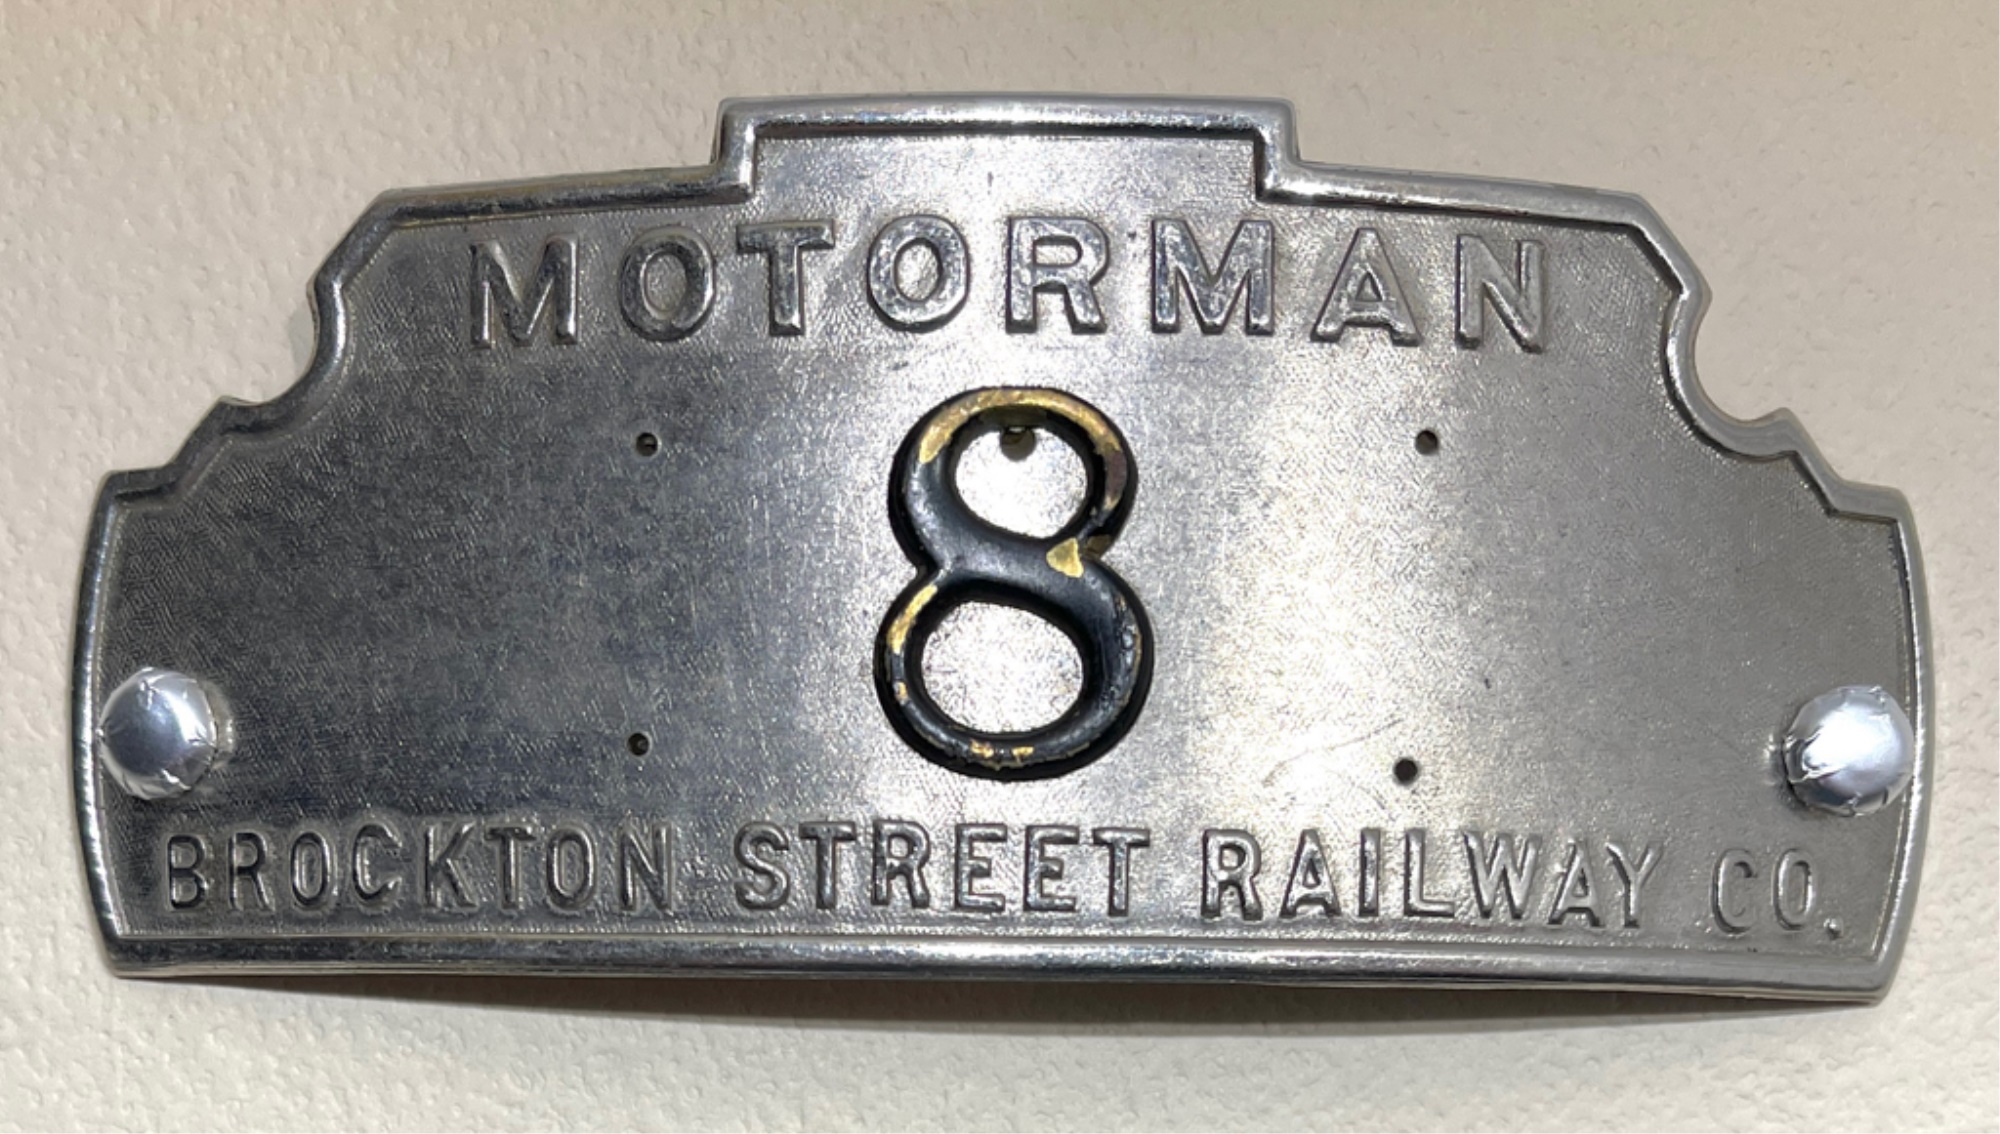 MOTORMAN
8
BROCKTON STREET RAILWAY CO.